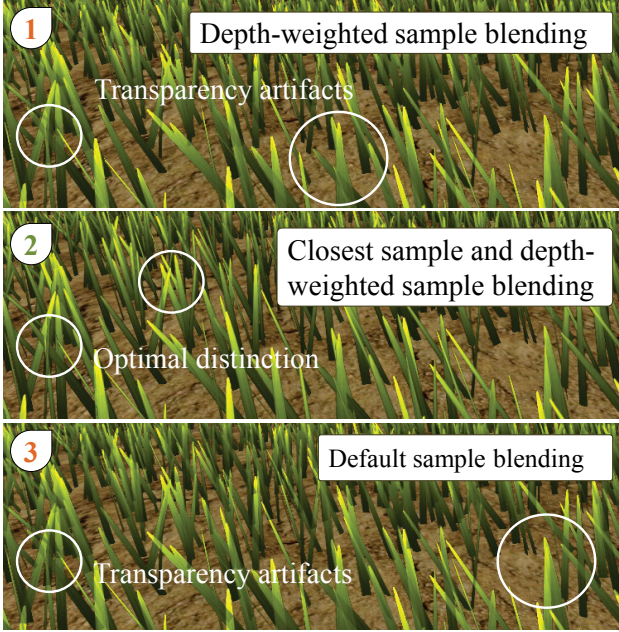 1
Depth-weighted sample blending
Transparency artifacts
2
Closest sample and depth-
weighted sample blending
Optimal distinction
3
Default sample blending
Transparency artifacts